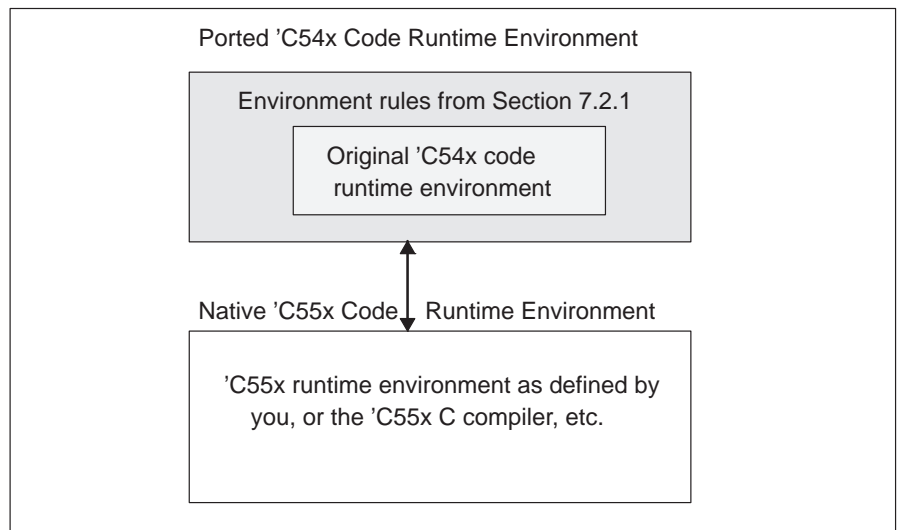 Ported ’C54x Code Runtime Environment
Environment rules from Section 7.2.1
Original ’C54x code
runtime environment
Native ’C55x Code Runtime Environment
’C55x runtime environment as defined by
you, or the ’C55x C compiler, etc.